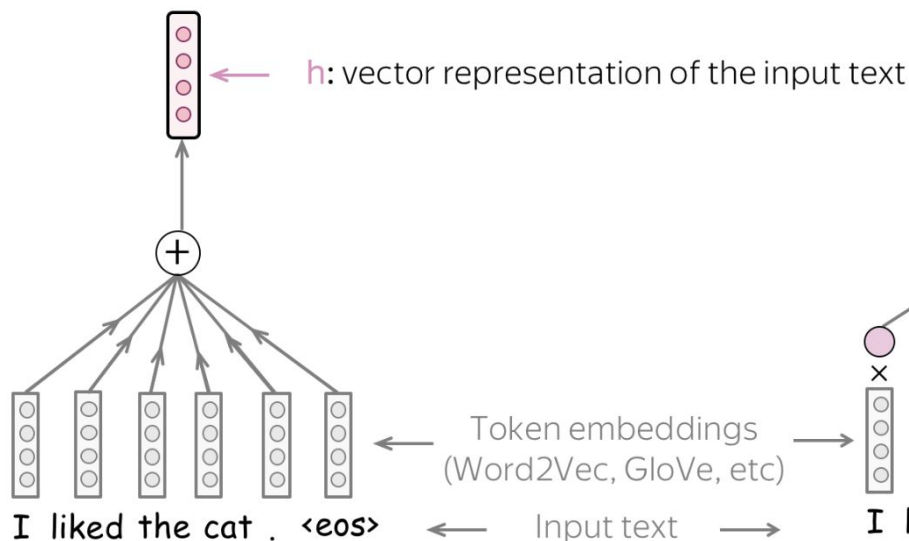 h: vector representation of the input text
+
×
Token embeddings
(Word2Vec, GloVe, etc)
I liked the cat . <eos>
Input text
I